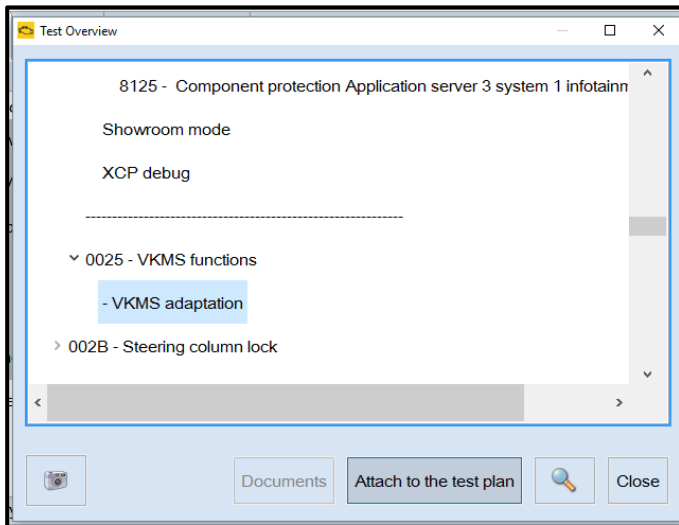 Test Overview
8125 - Component protection Application server 3 system 1 infotainm
Showroom mode
XCP debug
------------------------------------------------------------
0025 - VKMS functions
- VKMS adaptation
002B - Steering column lock
Documents
Attach to the test plan
Close